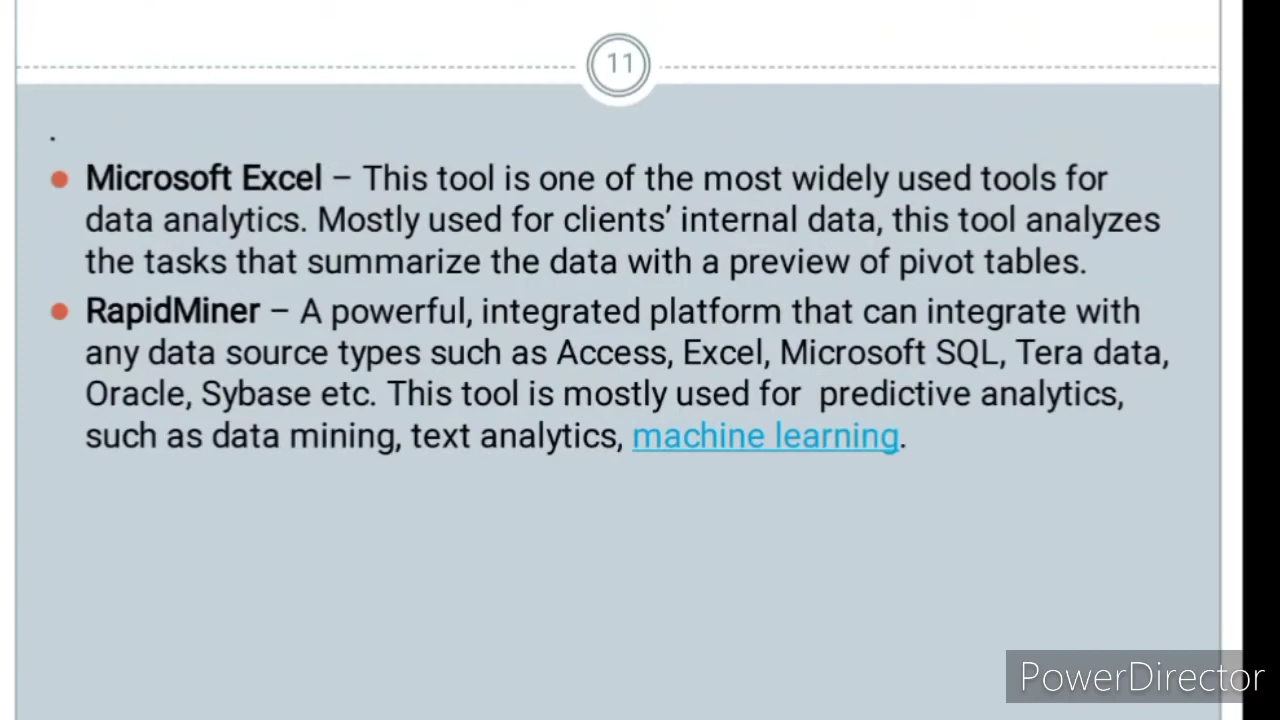 11
.
Microsoft Excel – This tool is one of the most widely used tools for
data analytics. Mostly used for clients’ internal data, this tool analyzes
the tasks that summarize the data with a preview of pivot tables.
RapidMiner – A powerful, integrated platform that can integrate with
any data source types such as Access, Excel, Microsoft SQL, Tera data,
Oracle, Sybase etc. This tool is mostly used for  predictive analytics,
such as data mining, text analytics, machine learning.
PowerDirector